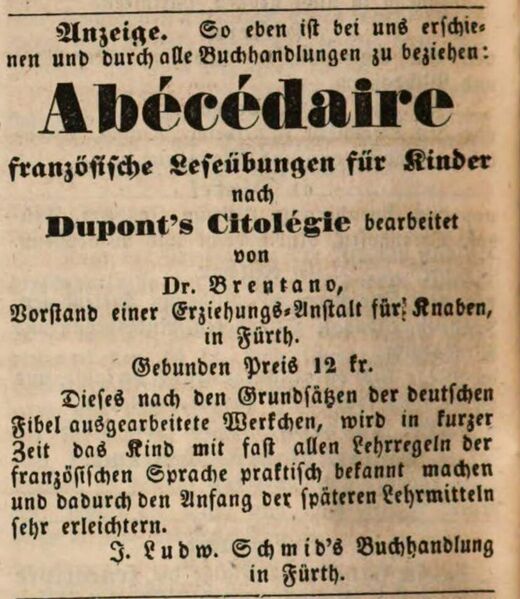 Anzeige. So eben ist bei uns erschie-
nen und durch alle Buchhandlungen zu beziehen:
Abécédaire
französische Leseübungen für Kinder
nach
Dupont's Citolégie bearbeitet
von
Dr. Brentano,
Vorstand einer Erziehungs-Anstalt für Knaben,
in Fürth.
Gebunden Preis 12 kr.
Dieses nach den Grundsätzen der deutschen
Fibel ausgearbeitete Werkchen, wird in kurzer
Zeit das Kind mit fast allen Lehrregeln der
französischen Sprache praktisch bekannt machen
und dadurch den Anfang der späteren Lehrmitteln
sehr erleichtern.
J. Ludw. Schmid's Buchhandlung
in Fürth.